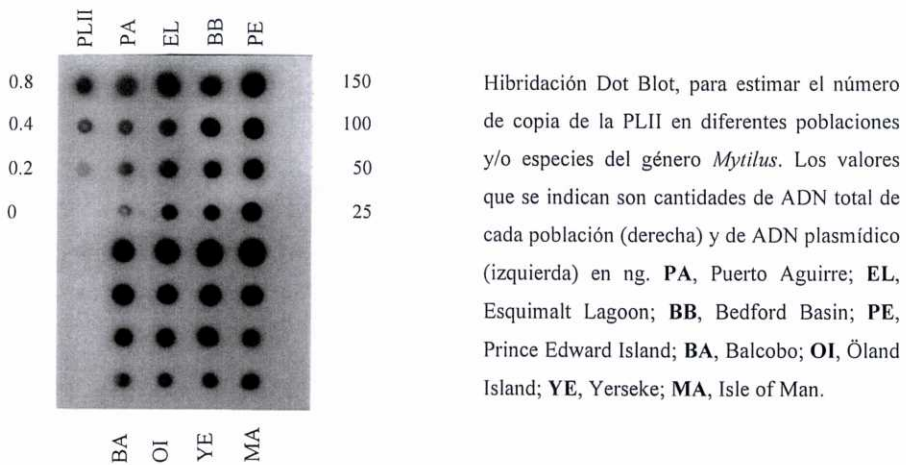 PLII PA EL BB PE
0.8 150
0.4 100
0.2 50
0 25
BA OI YE MA
Hibridación Dot Blot, para estimar el número
de copia de la PLII en diferentes poblaciones
y/o especies del género Mytilus. Los valores
que se indican son cantidades de ADN total de
cada población (derecha) y de ADN plasmídico
(izquierda) en ng. PA, Puerto Aguirre; EL,
Esquimalt Lagoon; BB, Bedford Basin; PE,
Prince Edward Island; BA, Balcobo; OI, Öland
Island; YE, Yerseke; MA, Isle of Man.